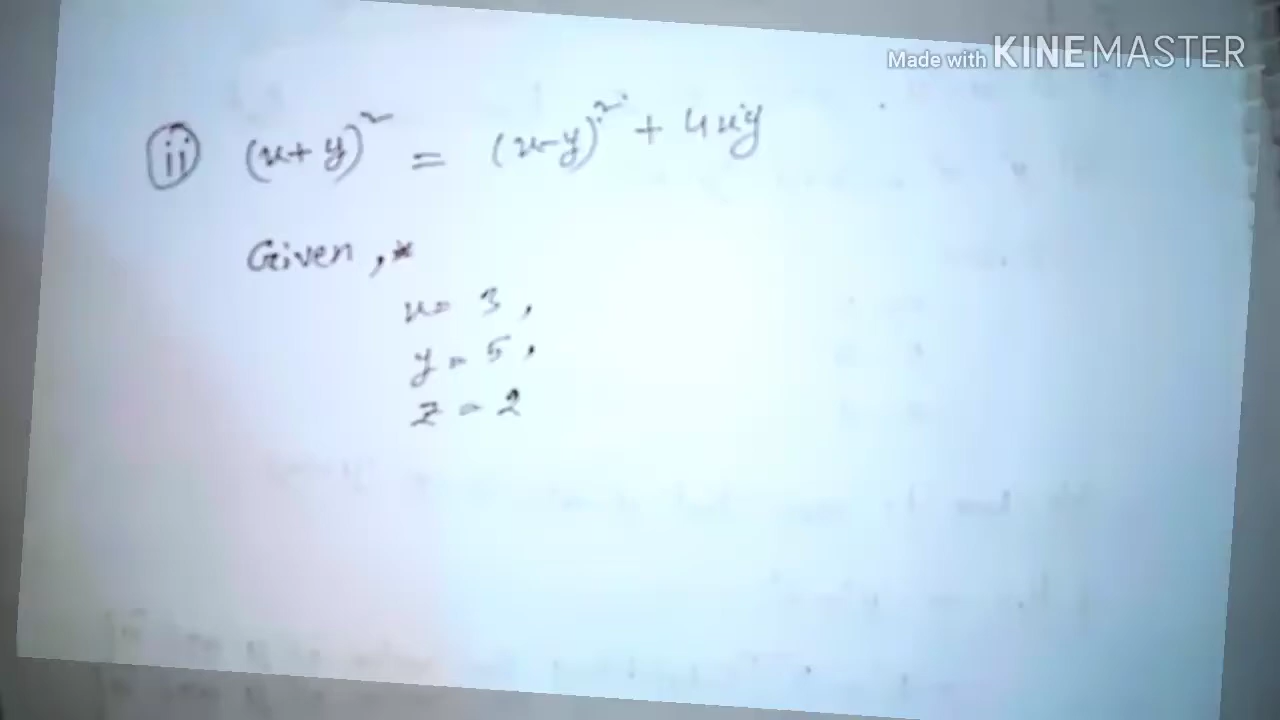 Made with KINEMASTER
(ii) (x+y)² = (x-y)² + 4xy
Given,
x= 3,
y = 5,
z = 2